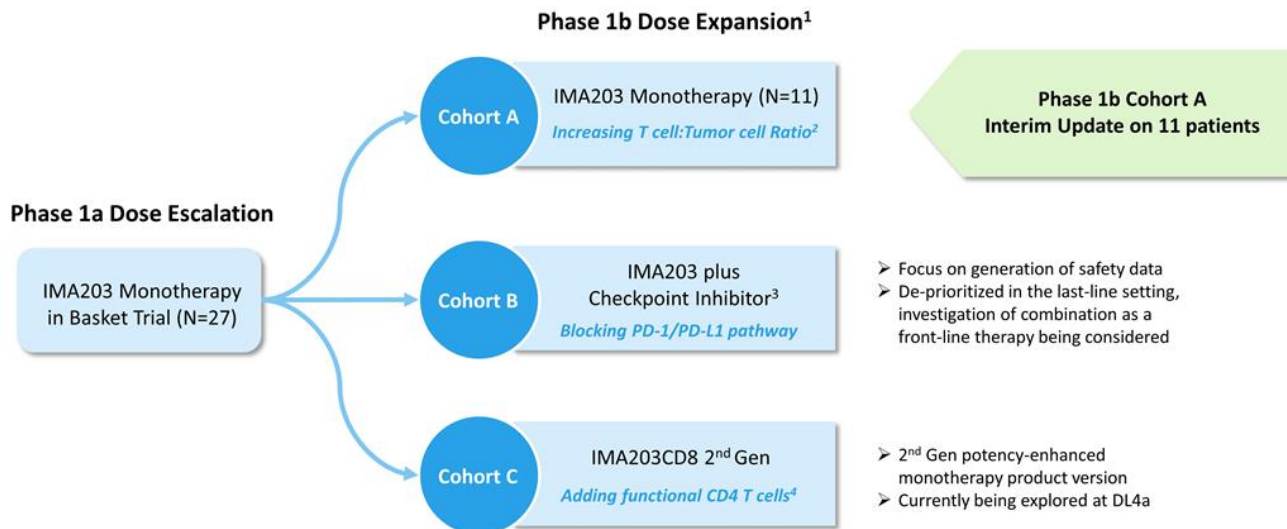 Phase 1b Dose Expansion¹
Phase 1a Dose Escalation
IMA203 Monotherapy
in Basket Trial (N=27)
Cohort A
IMA203 Monotherapy (N=11)
Increasing T cell:Tumor cell Ratio²
Phase 1b Cohort A
Interim Update on 11 patients
Cohort B
IMA203 plus
Checkpoint Inhibitor³
Blocking PD-1/PD-L1 pathway
➢ Focus on generation of safety data
➢ De-prioritized in the last-line setting,
investigation of combination as a
front-line therapy being considered
Cohort C
IMA203CD8 2ⁿᵈ Gen
Adding functional CD4 T cells⁴
➢ 2ⁿᵈ Gen potency-enhanced
monotherapy product version
➢ Currently being explored at DL4a